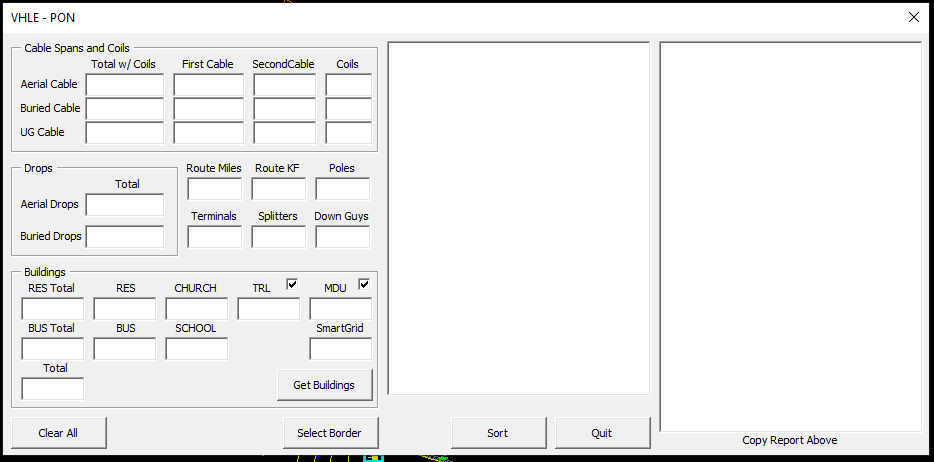 VHLE - PON
Cable Spans and Coils
Total w/ Coils First Cable SecondCable Coils
Aerial Cable
Buried Cable
UG Cable
Drops
Total
Aerial Drops
Buried Drops
Route Miles Route KF Poles
Terminals Splitters Down Guys
Buildings
RES Total RES CHURCH TRL MDU
BUS Total BUS SCHOOL SmartGrid
Total
Get Buildings
Clear All Select Border Sort Quit
Copy Report Above